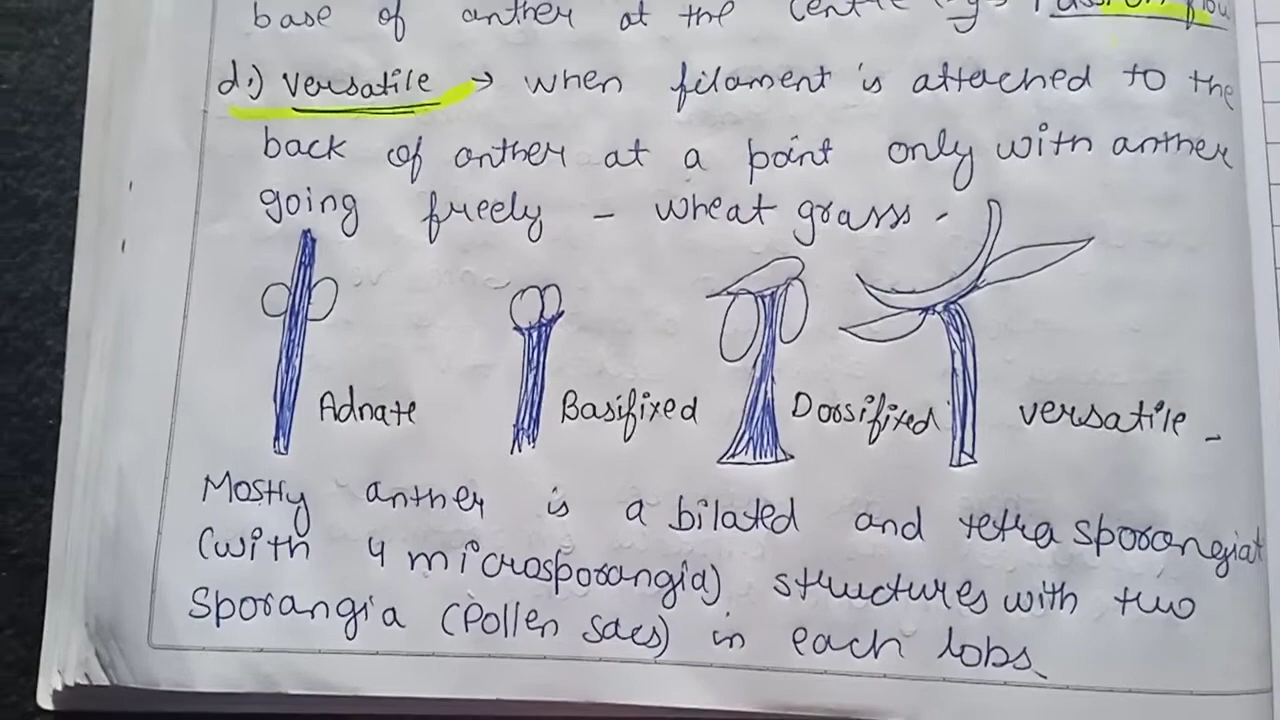 base of anther at the
d.) versatile → when filament is attached to the
back of anther at a point only with anther
going freely - wheat grass.
Adnate
Basifixed
Dorsifixed
versatile.
Mostly anther is a bilated and tetra sporangiat
(with 4 microsporangia) structures with two
sporangia (Pollen sacs) in each lobs